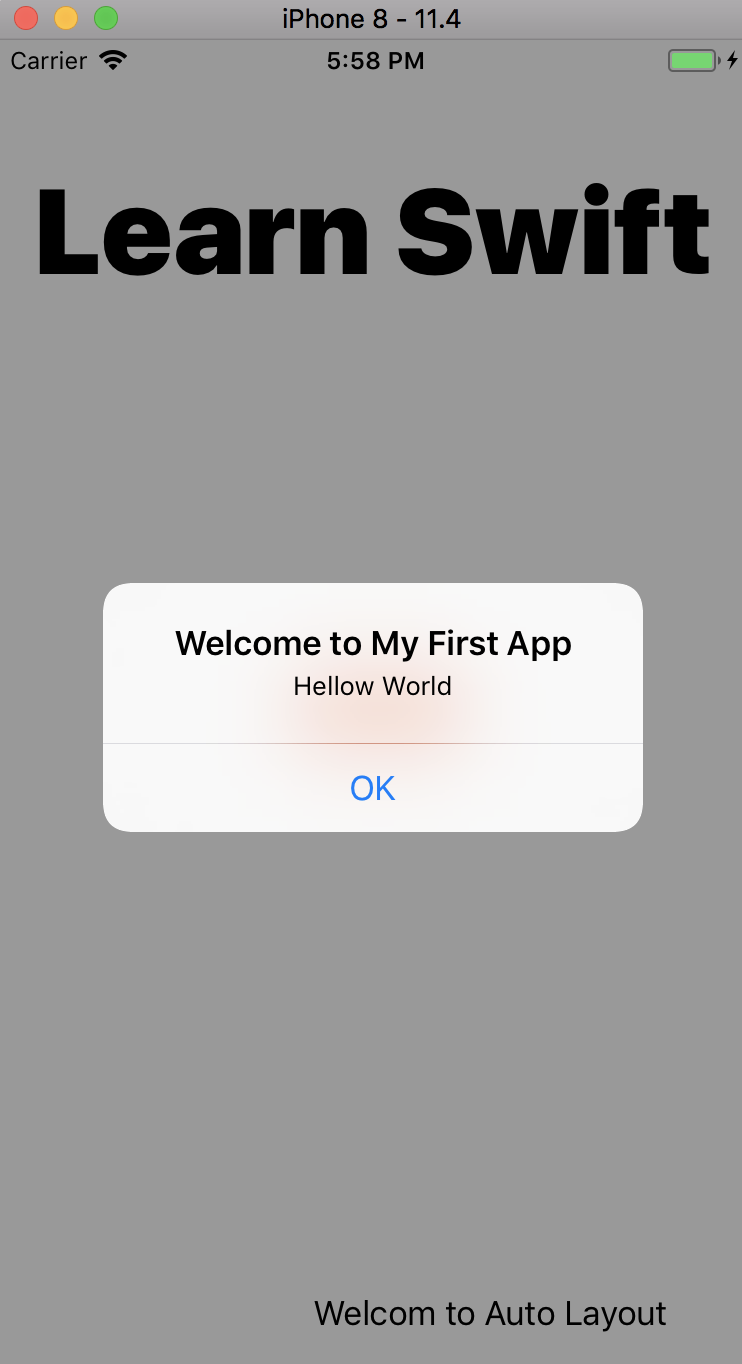 iPhone 8 - 11.4
Carrier 5:58 PM
Learn Swift
Welcome to My First App
Hellow World
OK
Welcom to Auto Layout